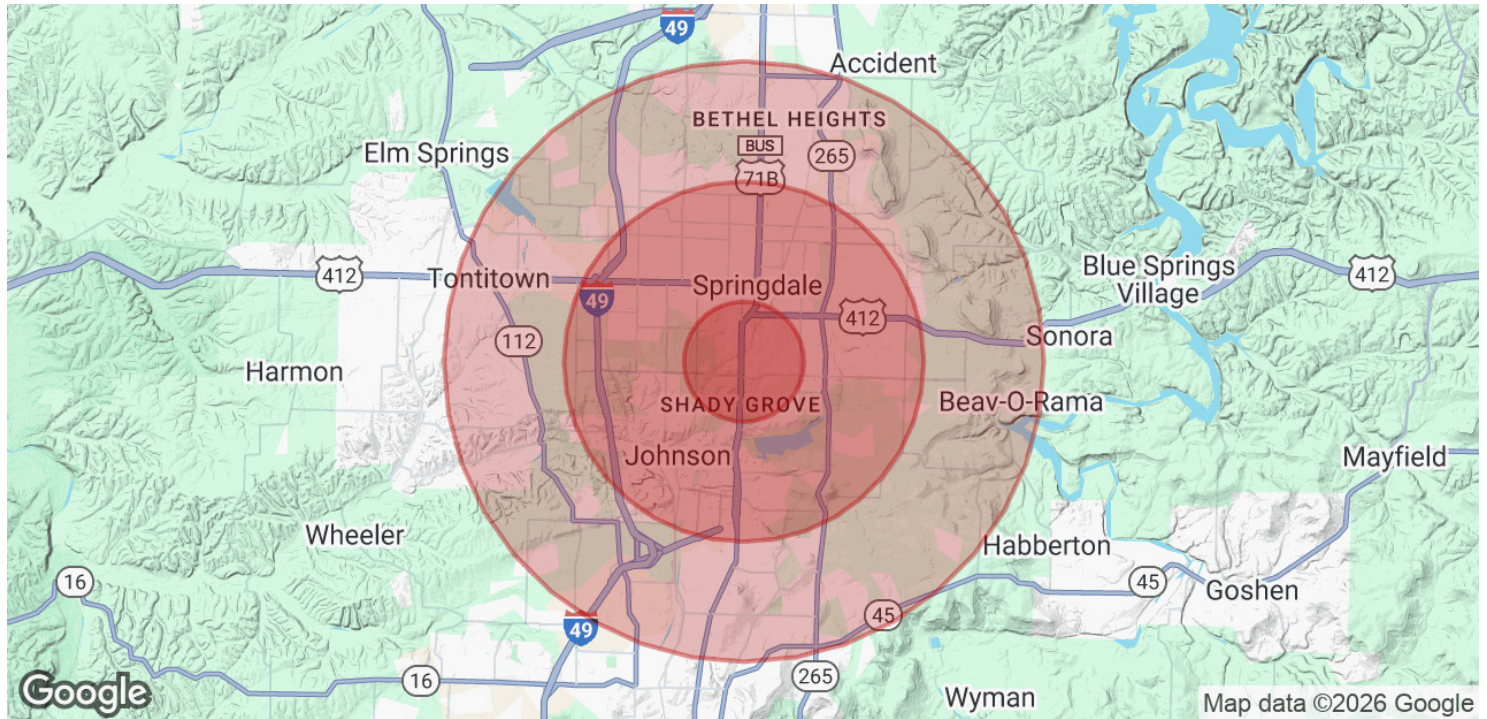 49
Accident
BETHEL HEIGHTS
BUS
71B
265
Elm Springs
412
Tontitown
49
Springdale
Blue Springs
Village
412
412
112
Sonora
Harmon
SHADY GROVE
Beav-O-Rama
Johnson
Mayfield
Wheeler
Habberton
16
45
Goshen
45
49
16
265
Wyman
Google
Map data ©2026 Google